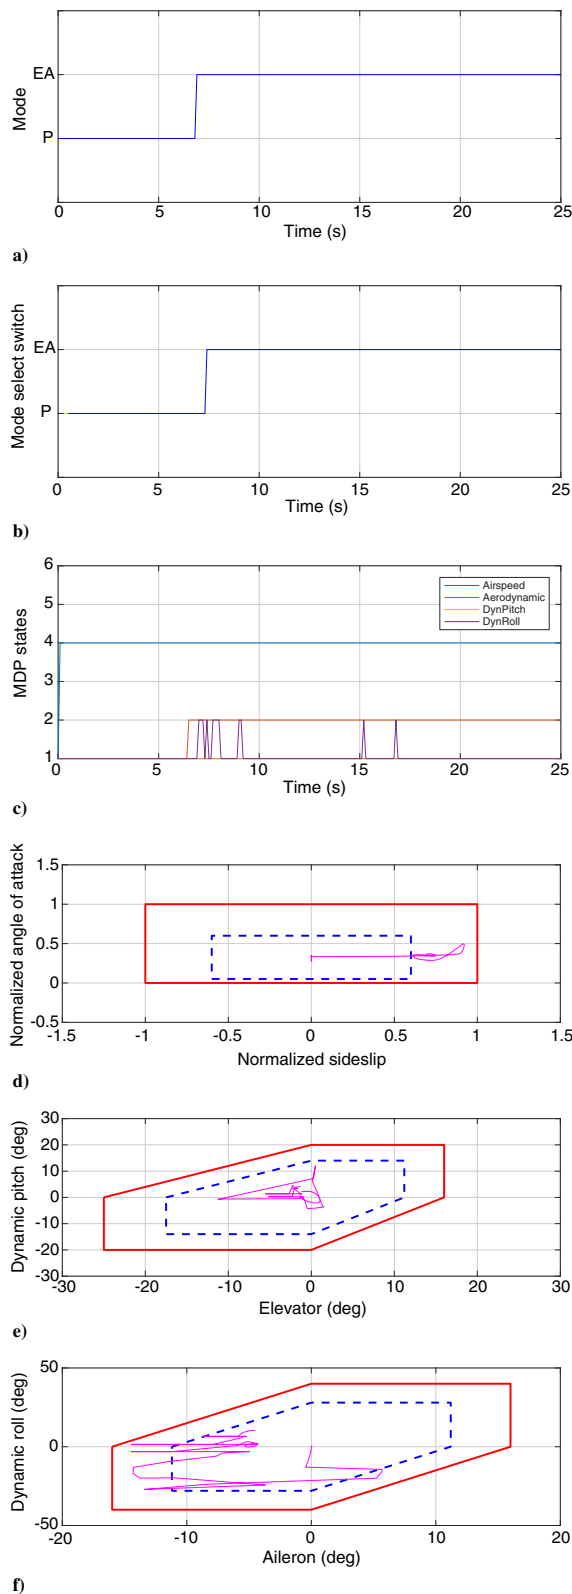 EA
P
Mode
0 5 10 15 20 25
Time (s)
a)
EA
P
Mode select switch
0 5 10 15 20 25
Time (s)
b)
6
5
4
3
2
1
MDP states
Airspeed
Aerodynamic
DynPitch
DynRoll
0 5 10 15 20 25
Time (s)
c)
1.5
1
0.5
0
-0.5
Normalized angle of attack
-1.5 -1 -0.5 0 0.5 1 1.5
Normalized sideslip
d)
30
20
10
0
-10
-20
-30
Dynamic pitch (deg)
-30 -20 -10 0 10 20 30
Elevator (deg)
e)
50
0
-50
Dynamic roll (deg)
-20 -10 0 10 20
Aileron (deg)
f)